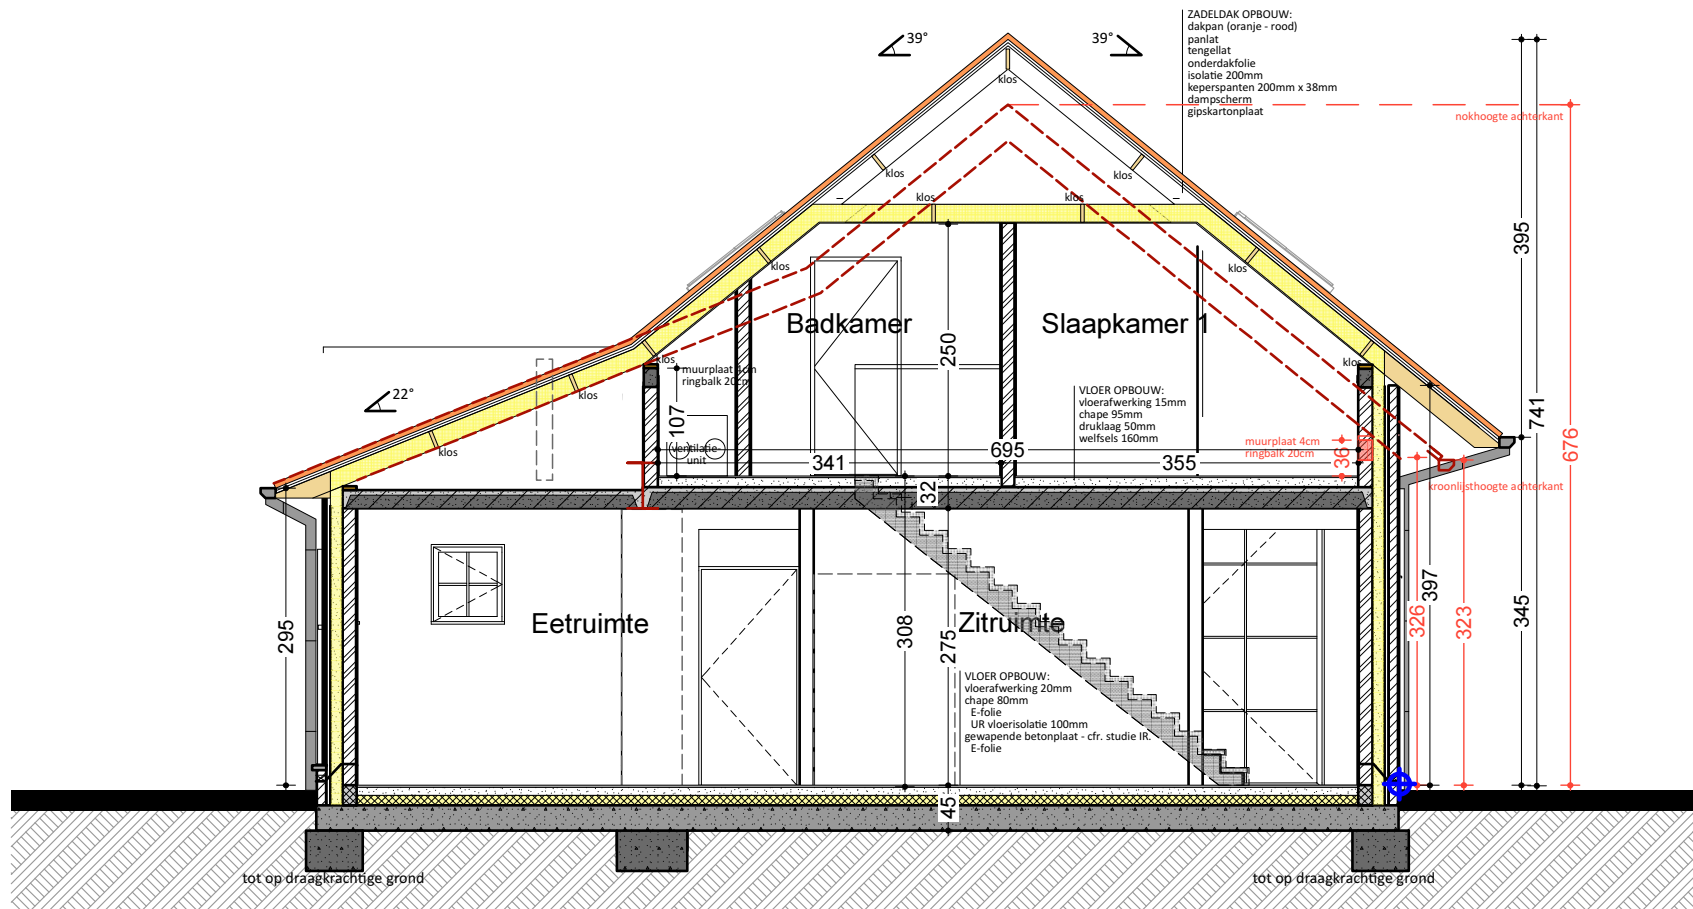 ZADELDAK OPBOUW:
dakpan (oranje - rood)
panlat
tengellat
onderdakfolie
isolatie 200mm
keperspanten 200mm x 38mm
dampscherm
gipskartonplaat
39°
39°
klos
nokhoogte achterkant
klos
klos
klos
klos
395
741
676
klos
klos
Badkamer
Slaapkamer 1
250
klos
klos
muurplaat 4cm
ringbalk 20cm
22°
klos
klos
107
VLOER OPBOUW:
vloerafwerking 15mm
chape 95mm
druklaag 50mm
welfsels 160mm
ventilatie-
unit
695
341
355
muurplaat 4cm
ringbalk 20cm
36
kroonlijsthoogte achterkant
32
295
Eetruimte
308
275
Zitruimte
326
397
323
345
VLOER OPBOUW:
vloerafwerking 20mm
chape 80mm
E-folie
UR vloerisolatie 100mm
gewapende betonplaat - cfr. studie IR.
E-folie
45
tot op draagkrachtige grond
tot op draagkrachtige grond